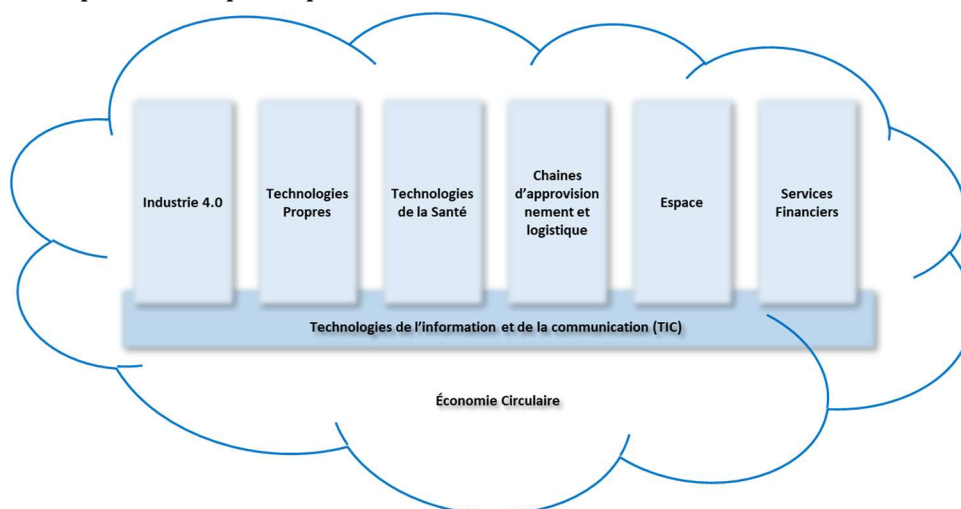 Industrie 4.0
Technologies
Propres
Technologies
de la Santé
Chaines
d'approvision
nement et
logistique
Espace
Services
Financiers
Technologies de l'information et de la communication (TIC)
Économie Circulaire